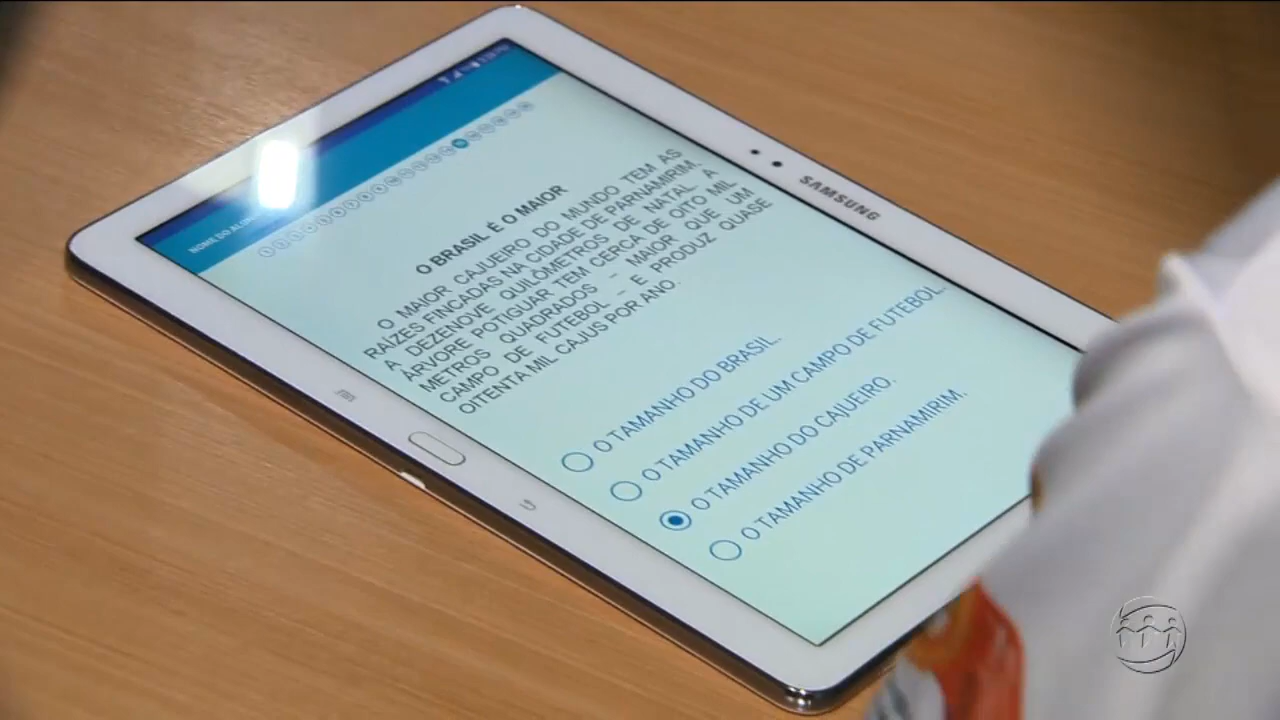 SAMSUNG
NOME DO
O BRASIL É O MAIOR
O MAIOR CAJUEIRO DO MUNDO TEM AS
RAÍZES FINCADAS NA CIDADE DE PARNAMIRIM,
A DEZENOVE QUILÔMETROS DE NATAL. A
ÁRVORE POTIGUAR TEM CERCA DE OITO MIL
METROS QUADRADOS – MAIOR QUE UM
CAMPO DE FUTEBOL – E PRODUZ QUASE
OITENTA MIL CAJUS POR ANO.
O TAMANHO DO BRASIL.
O TAMANHO DE UM CAMPO DE FUTEBOL.
O TAMANHO DO CAJUEIRO.
O TAMANHO DE PARNAMIRIM.